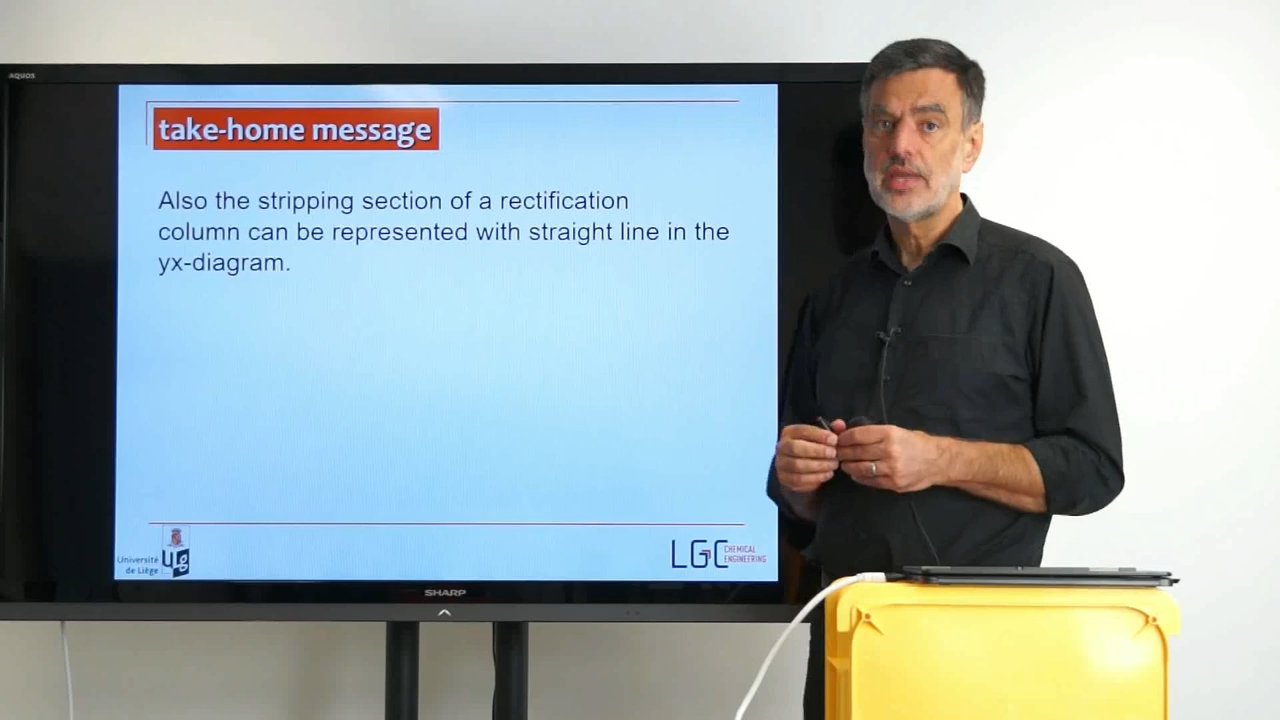 AQUOS
take-home message
Also the stripping section of a rectification
column can be represented with straight line in the
yx-diagram.
Université
de Liège
ULg
LGC
CHEMICAL
ENGINEERING
SHARP